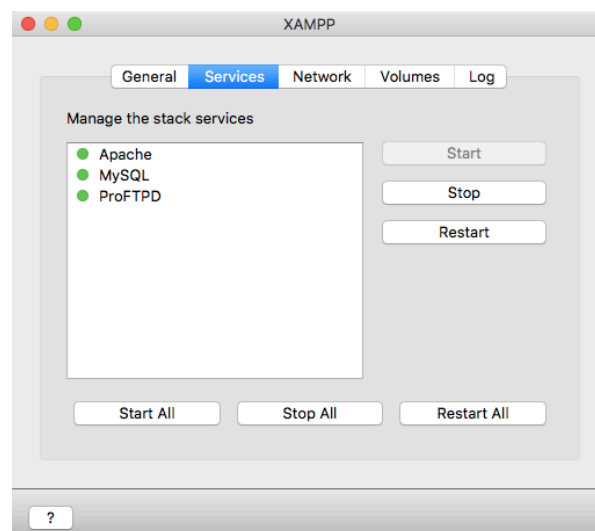 XAMPP
General Services Network Volumes Log
Manage the stack services
Apache
MySQL
ProFTPD
Start
Stop
Restart
Start All Stop All Restart All
?